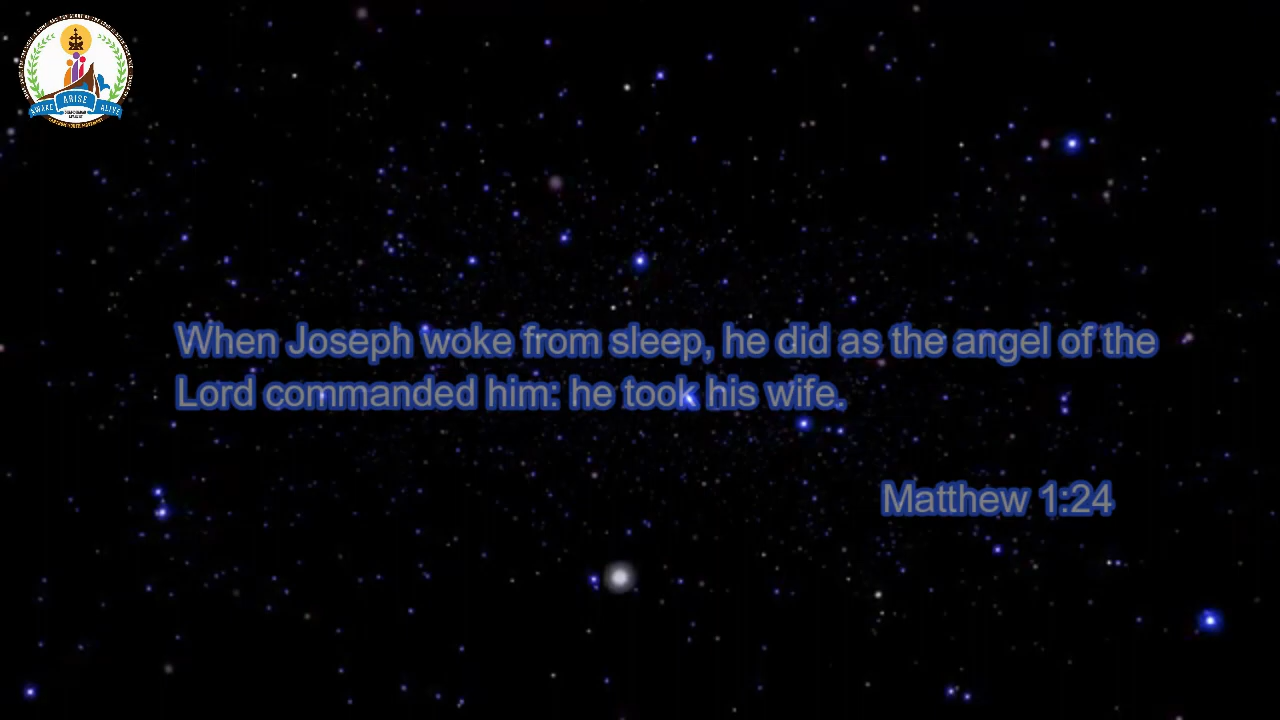 When Joseph woke from sleep, he did as the angel of the
Lord commanded him: he took his wife.
Matthew 1:24
AWAKE ARISE ALIVE